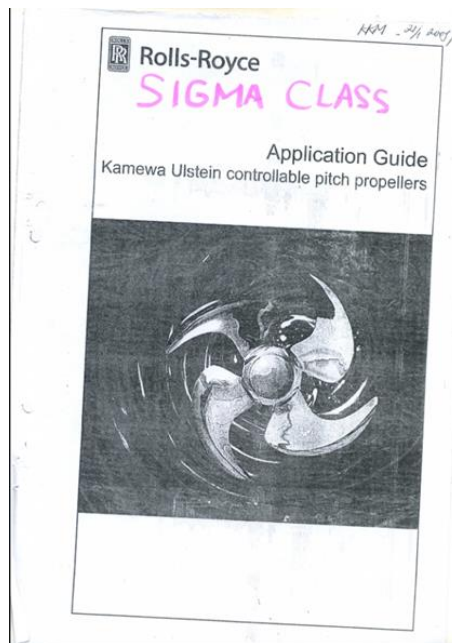 Rolls-Royce
SIGMA CLASS
Application Guide
Kamewa Ulstein controllable pitch propellers